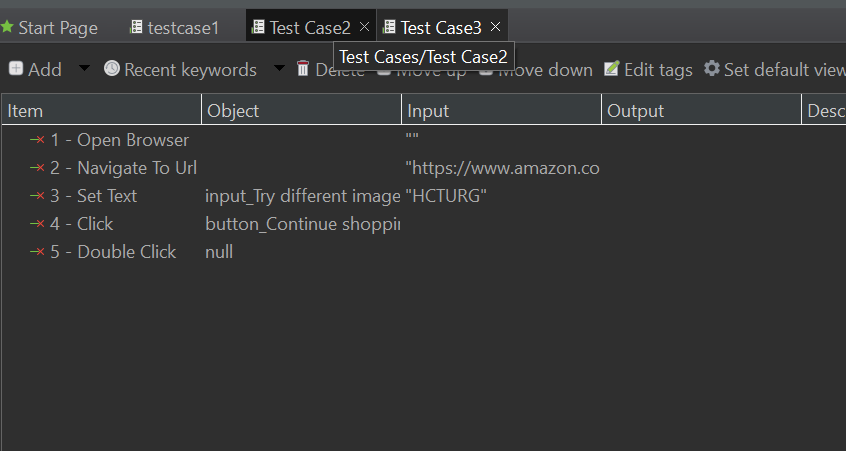 Start Page testcase1 Test Case2 Test Case3
Test Cases/Test Case2
Add Recent keywords Delete Move up Move down Edit tags Set default view
Item Object Input Output Desc
1 - Open Browser ""
2 - Navigate To Url "https://www.amazon.co
3 - Set Text input_Try different image "HCTURG"
4 - Click button_Continue shoppin
5 - Double Click null